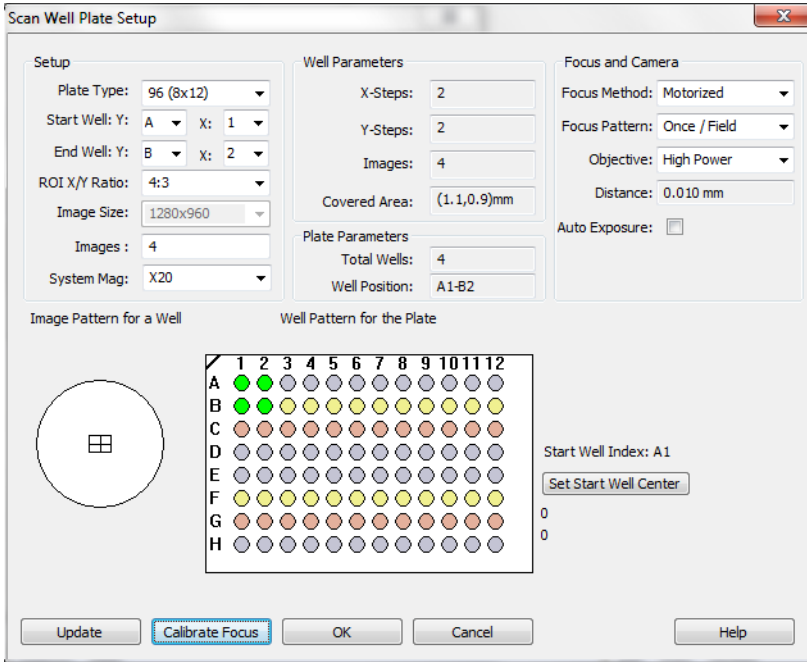 Scan Well Plate Setup
Setup
Plate Type: 96 (8x12)
Start Well: Y: A X: 1
End Well: Y: B X: 2
ROI X/Y Ratio: 4:3
Image Size: 1280x960
Images : 4
System Mag: X20
Well Parameters
X-Steps: 2
Y-Steps: 2
Images: 4
Covered Area: (1.1,0.9)mm
Plate Parameters
Total Wells: 4
Well Position: A1-B2
Focus and Camera
Focus Method: Motorized
Focus Pattern: Once / Field
Objective: High Power
Distance: 0.010 mm
Auto Exposure:
Image Pattern for a Well
Well Pattern for the Plate
1 2 3 4 5 6 7 8 9 10 11 12
A
B
C
D
E
F
G
H
Start Well Index: A1
Set Start Well Center
0
0
Update Calibrate Focus OK Cancel Help